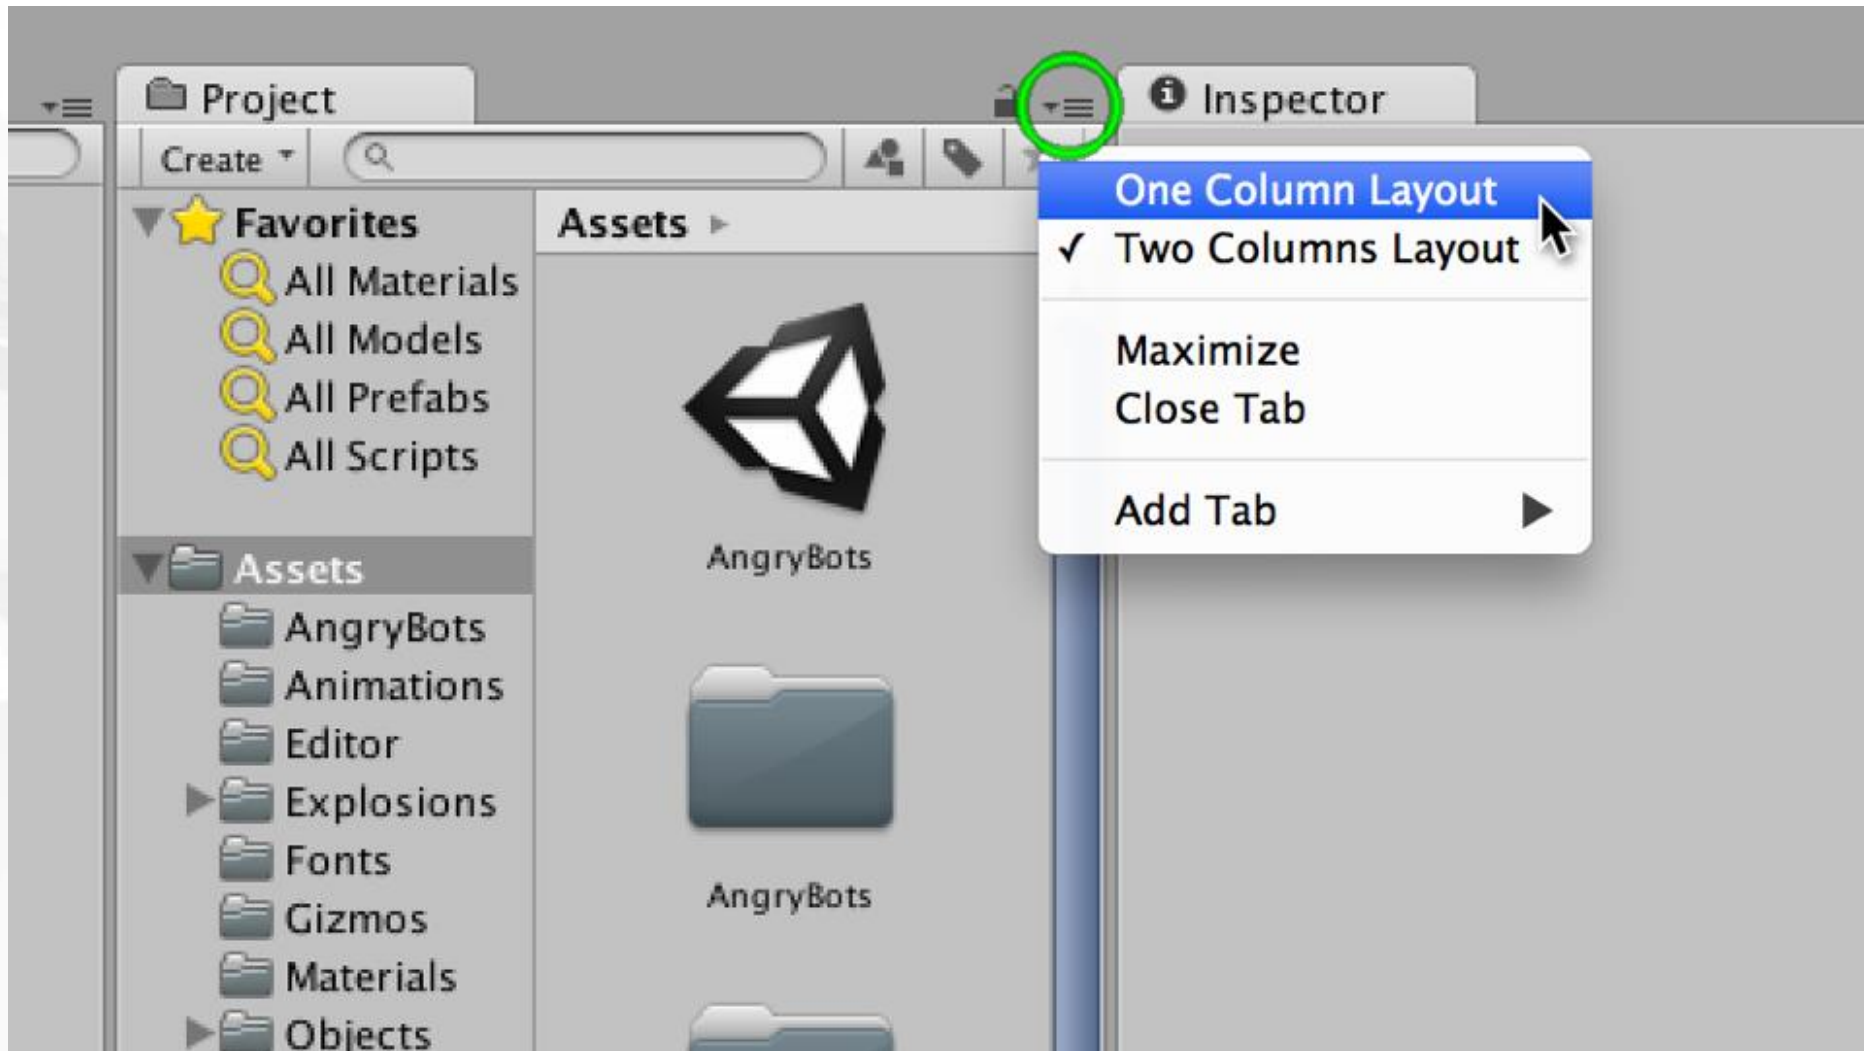 Project
Inspector
Create
One Column Layout
Two Columns Layout
Maximize
Close Tab
Add Tab
Favorites
All Materials
All Models
All Prefabs
All Scripts
Assets
AngryBots
Animations
Editor
Explosions
Fonts
Gizmos
Materials
Objects
Assets
AngryBots
AngryBots